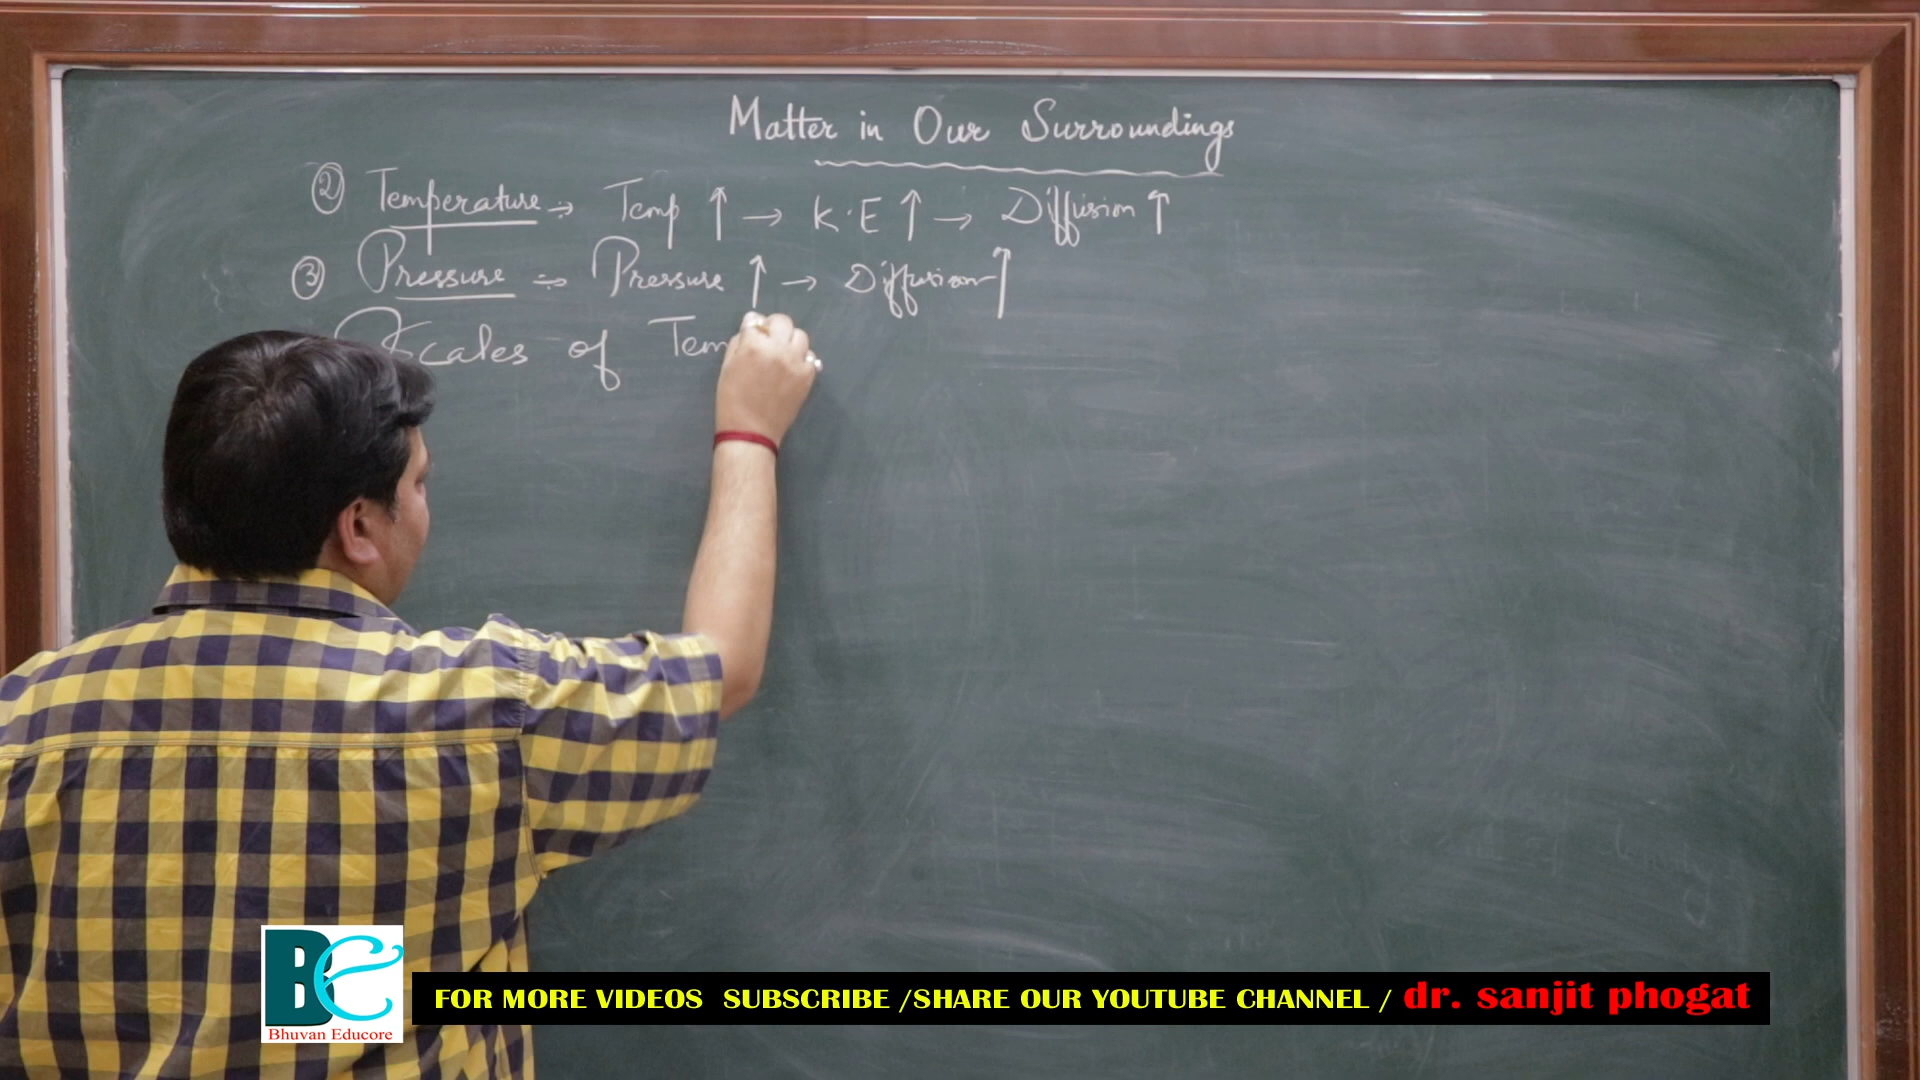 Matter in Our Surroundings
② Temperature ⇒ Temp ↑ → K.E ↑ → Diffusion ↑
③ Pressure ⇒ Pressure ↑ → Diffusion ↑
Scales of Tem
BE
Bhuvan Educore
FOR MORE VIDEOS SUBSCRIBE /SHARE OUR YOUTUBE CHANNEL / dr. sanjit phogat